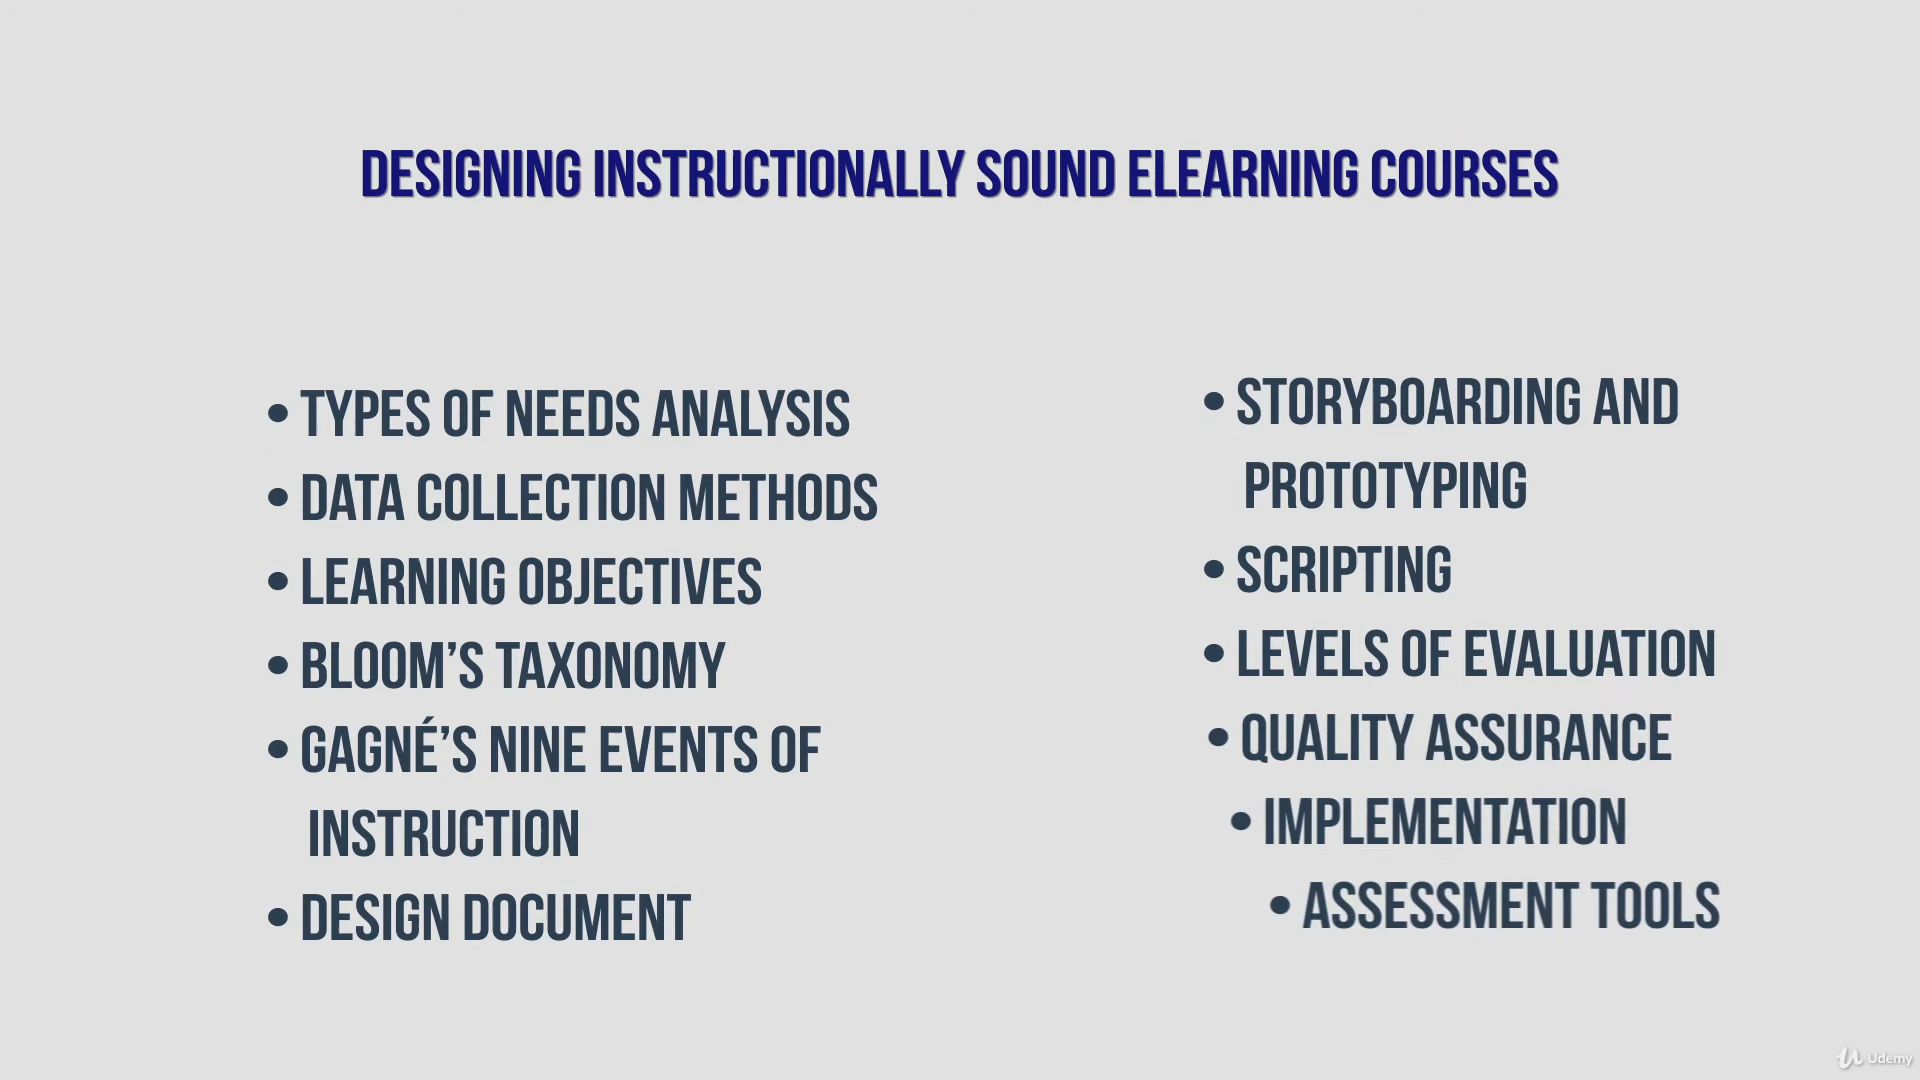 DESIGNING INSTRUCTIONALLY SOUND ELEARNING COURSES
• TYPES OF NEEDS ANALYSIS
• DATA COLLECTION METHODS
• LEARNING OBJECTIVES
• BLOOM’S TAXONOMY
• GAGNÉ’S NINE EVENTS OF
INSTRUCTION
• DESIGN DOCUMENT
• STORYBOARDING AND
PROTOTYPING
• SCRIPTING
• LEVELS OF EVALUATION
• QUALITY ASSURANCE
• IMPLEMENTATION
• ASSESSMENT TOOLS
Udemy